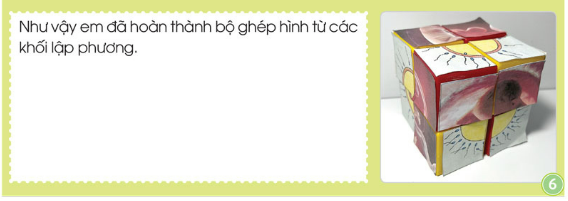 Như vậy em đã hoàn thành bộ ghép hình từ các
khối lập phương.
6